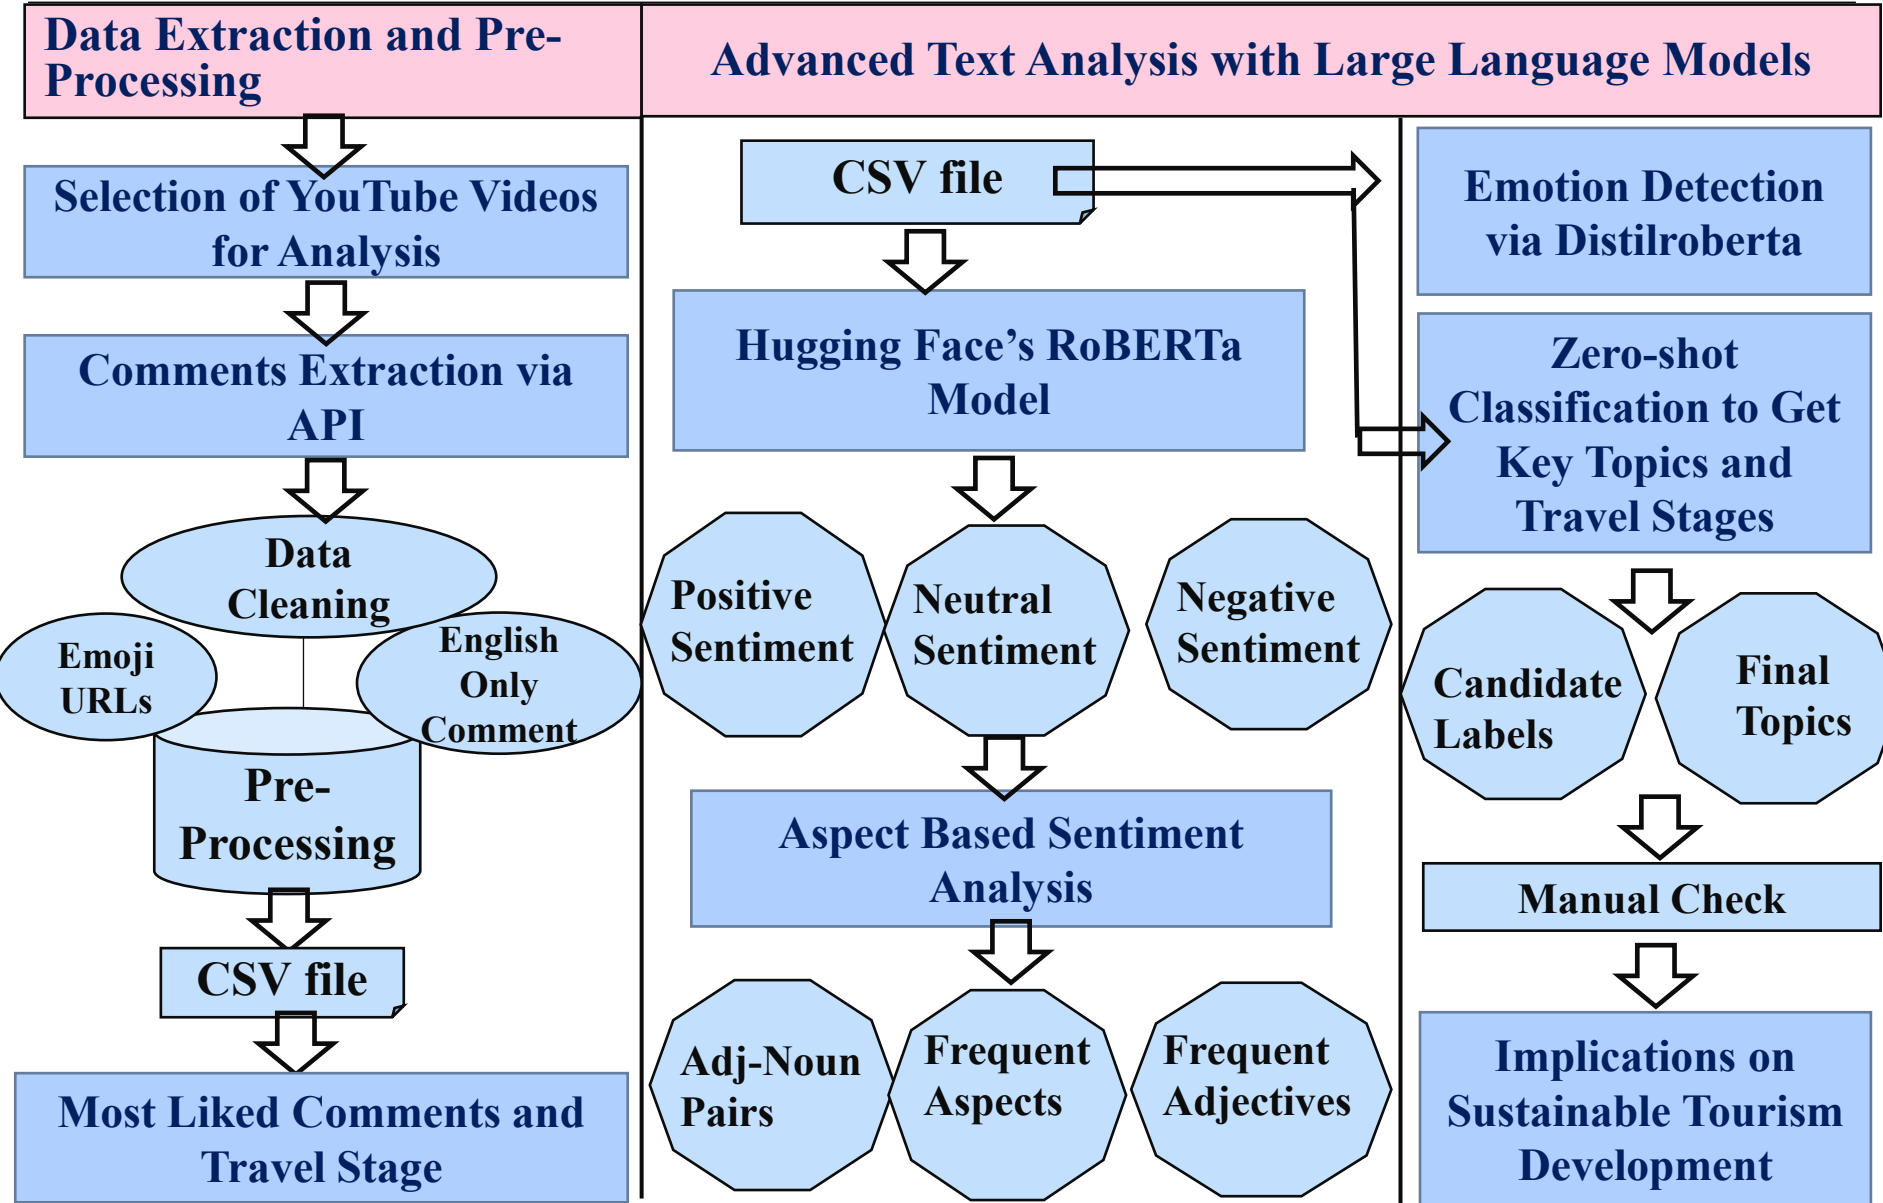 Data Extraction and Pre-
Processing
Advanced Text Analysis with Large Language Models
Selection of YouTube Videos
for Analysis
Comments Extraction via
API
Data
Cleaning
Emoji
URLs
English
Only
Comment
Pre-
Processing
CSV file
Most Liked Comments and
Travel Stage
CSV file
Hugging Face’s RoBERTa
Model
Positive
Sentiment
Neutral
Sentiment
Negative
Sentiment
Aspect Based Sentiment
Analysis
Adj-Noun
Pairs
Frequent
Aspects
Frequent
Adjectives
Emotion Detection
via Distilroberta
Zero-shot
Classification to Get
Key Topics and
Travel Stages
Candidate
Labels
Final
Topics
Manual Check
Implications on
Sustainable Tourism
Development